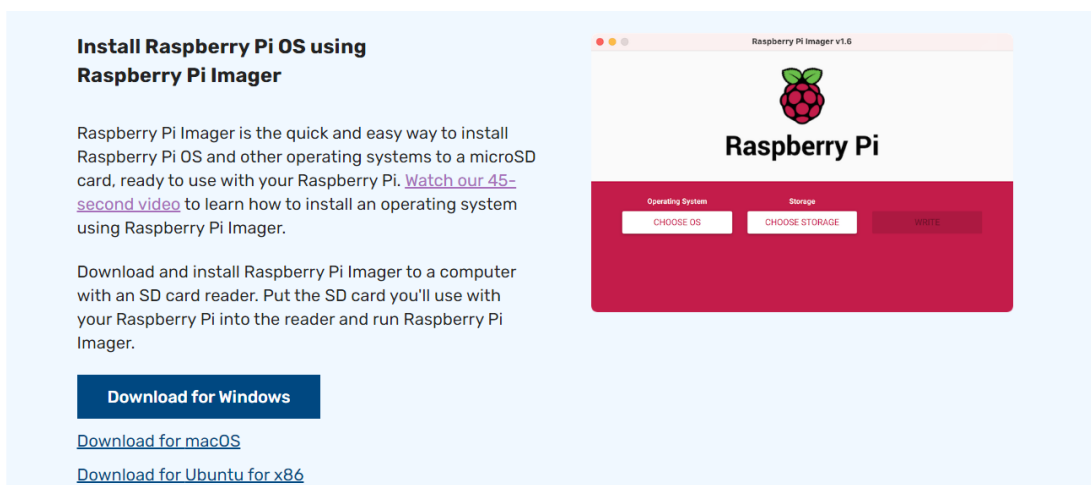 Install Raspberry Pi OS using
Raspberry Pi Imager
Raspberry Pi Imager is the quick and easy way to install
Raspberry Pi OS and other operating systems to a microSD
card, ready to use with your Raspberry Pi. Watch our 45-
second video to learn how to install an operating system
using Raspberry Pi Imager.
Download and install Raspberry Pi Imager to a computer
with an SD card reader. Put the SD card you'll use with
your Raspberry Pi into the reader and run Raspberry Pi
Imager.
Download for Windows
Download for macOS
Download for Ubuntu for x86
Raspberry Pi Imager v1.6
Raspberry Pi
Operating System
Storage
CHOOSE OS
CHOOSE STORAGE
WRITE